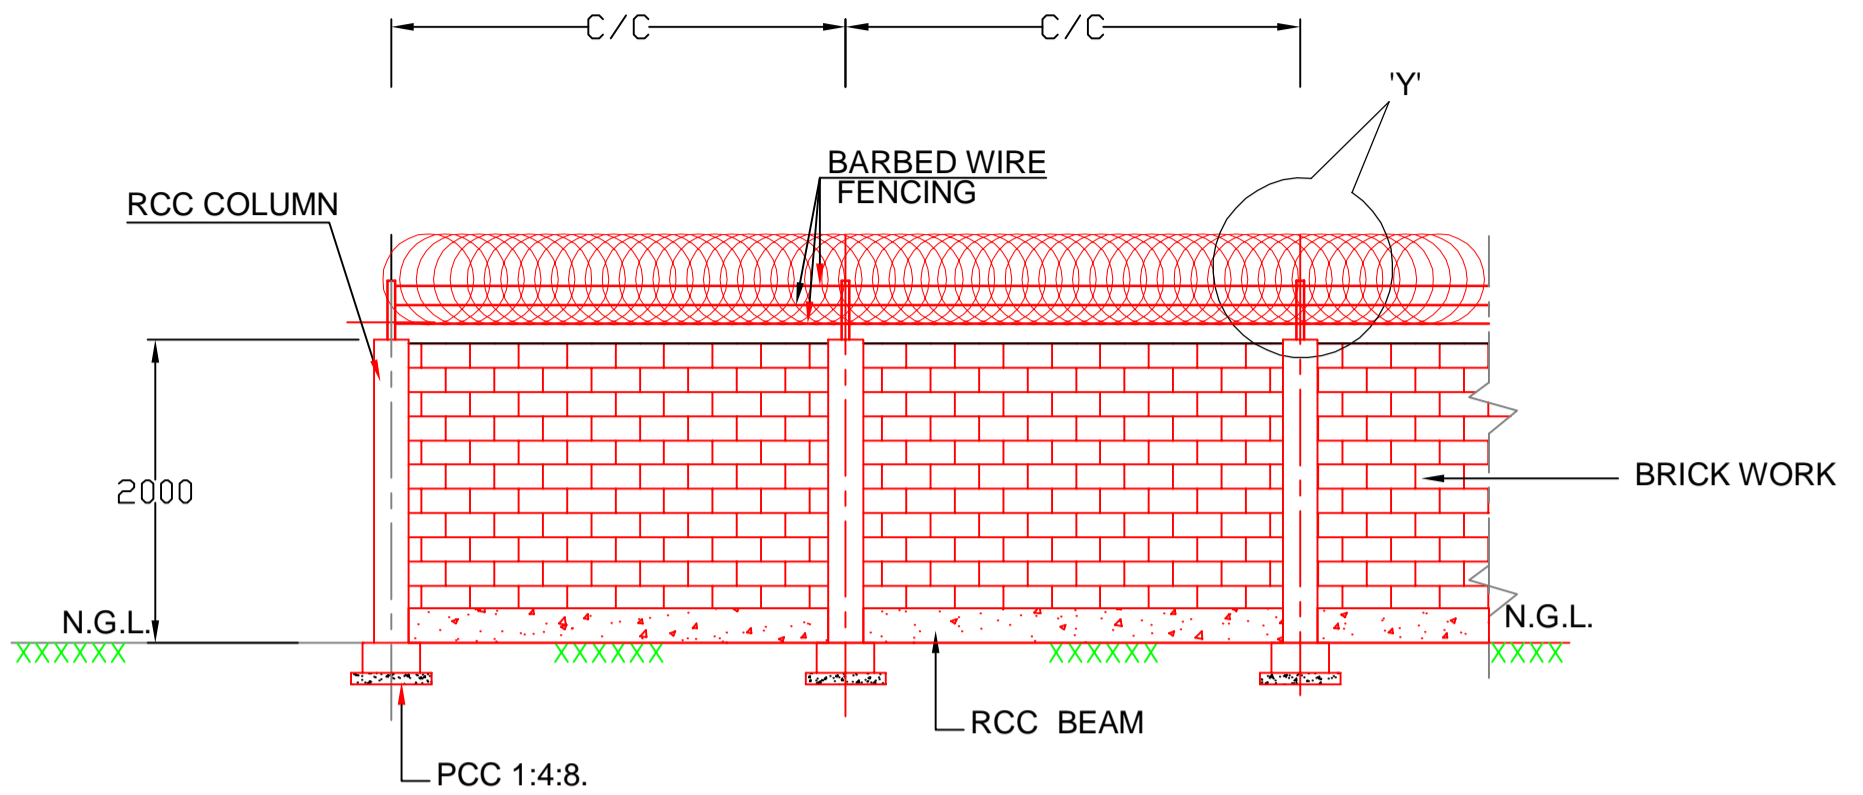 C/C
C/C
'Y'
BARBED WIRE
FENCING
RCC COLUMN
2000
BRICK WORK
N.G.L.
N.G.L.
XXXXXX
XXXXXX
XXXXXX
XXXX
RCC BEAM
PCC 1:4:8.